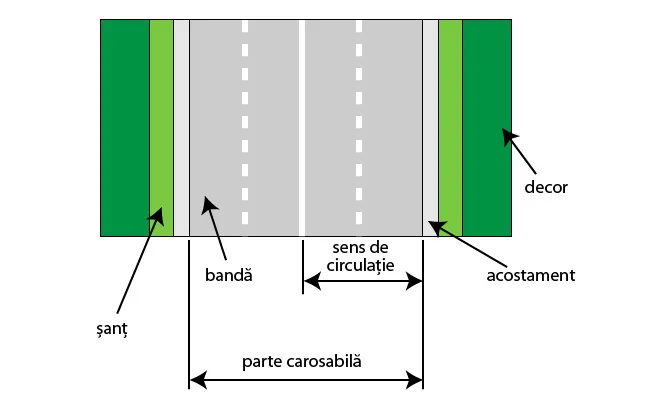 decor
sens de
circulație
bandă
acostament
șanț
parte carosabilă